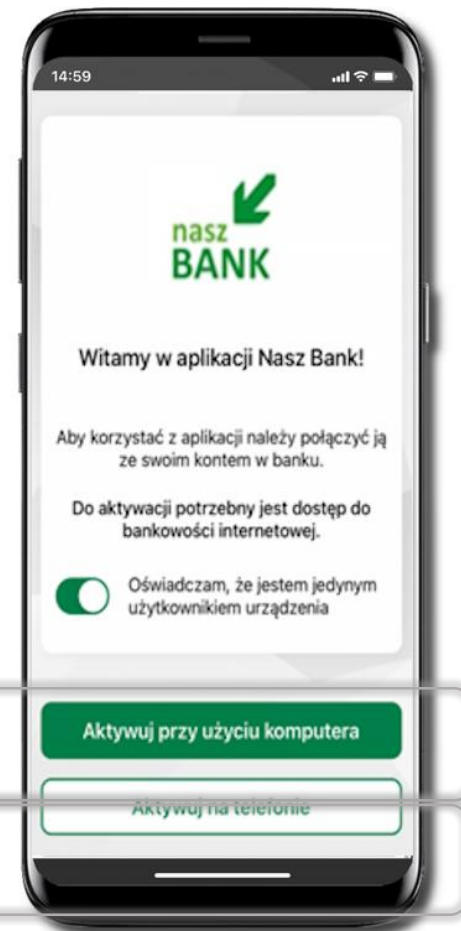 14:59
nasz
BANK
Witamy w aplikacji Nasz Bank!
Aby korzystać z aplikacji należy połączyć ją
ze swoim kontem w banku.
Do aktywacji potrzebny jest dostęp do
bankowości internetowej.
Oświadczam, że jestem jedynym
użytkownikiem urządzenia
Aktywuj przy użyciu komputera
Aktywuj na telefonie